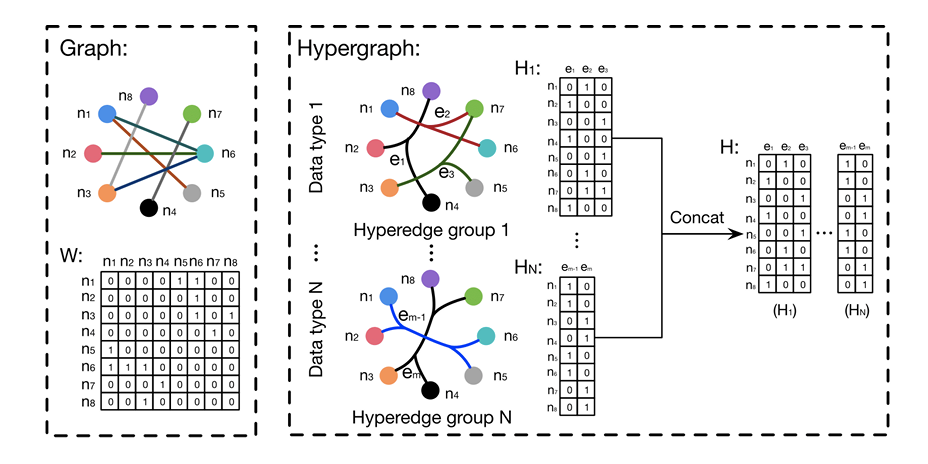 Graph:
n8
n1
n7
n2
n6
n3
n5
n4
W:
n1 n2 n3 n4 n5 n6 n7 n8
n1 0 0 0 0 1 1 0 0
n2 0 0 0 0 0 1 0 0
n3 0 0 0 0 0 1 0 1
n4 0 0 0 0 0 0 1 0
n5 1 0 0 0 0 0 0 0
n6 1 1 1 0 0 0 0 0
n7 0 0 0 1 0 0 0 0
n8 0 0 1 0 0 0 0 0
Hypergraph:
Data type 1
n8
n1
n7
e2
n2
n6
e1
e3
n3
n5
n4
Hyperedge group 1
...
...
Data type N
n8
n1
n7
em-1
n2
n6
n3
em
n5
n4
Hyperedge group N
H1:
e1 e2 e3
n1 0 1 0
n2 1 0 0
n3 0 0 1
n4 1 0 0
n5 0 0 1
n6 0 1 0
n7 0 1 1
n8 1 0 0
...
HN:
em-1 em
n1 1 0
n2 1 0
n3 0 1
n4 0 1
n5 1 0
n6 1 0
n7 0 1
n8 0 1
Concat
H:
e1 e2 e3 em-1 em
n1 0 1 0 1 0
n2 1 0 0 1 0
n3 0 0 1 0 1
n4 1 0 0 0 1
n5 0 0 1 ... 1 0
n6 0 1 0 1 0
n7 0 1 1 0 1
n8 1 0 0 0 1
(H1) (HN)